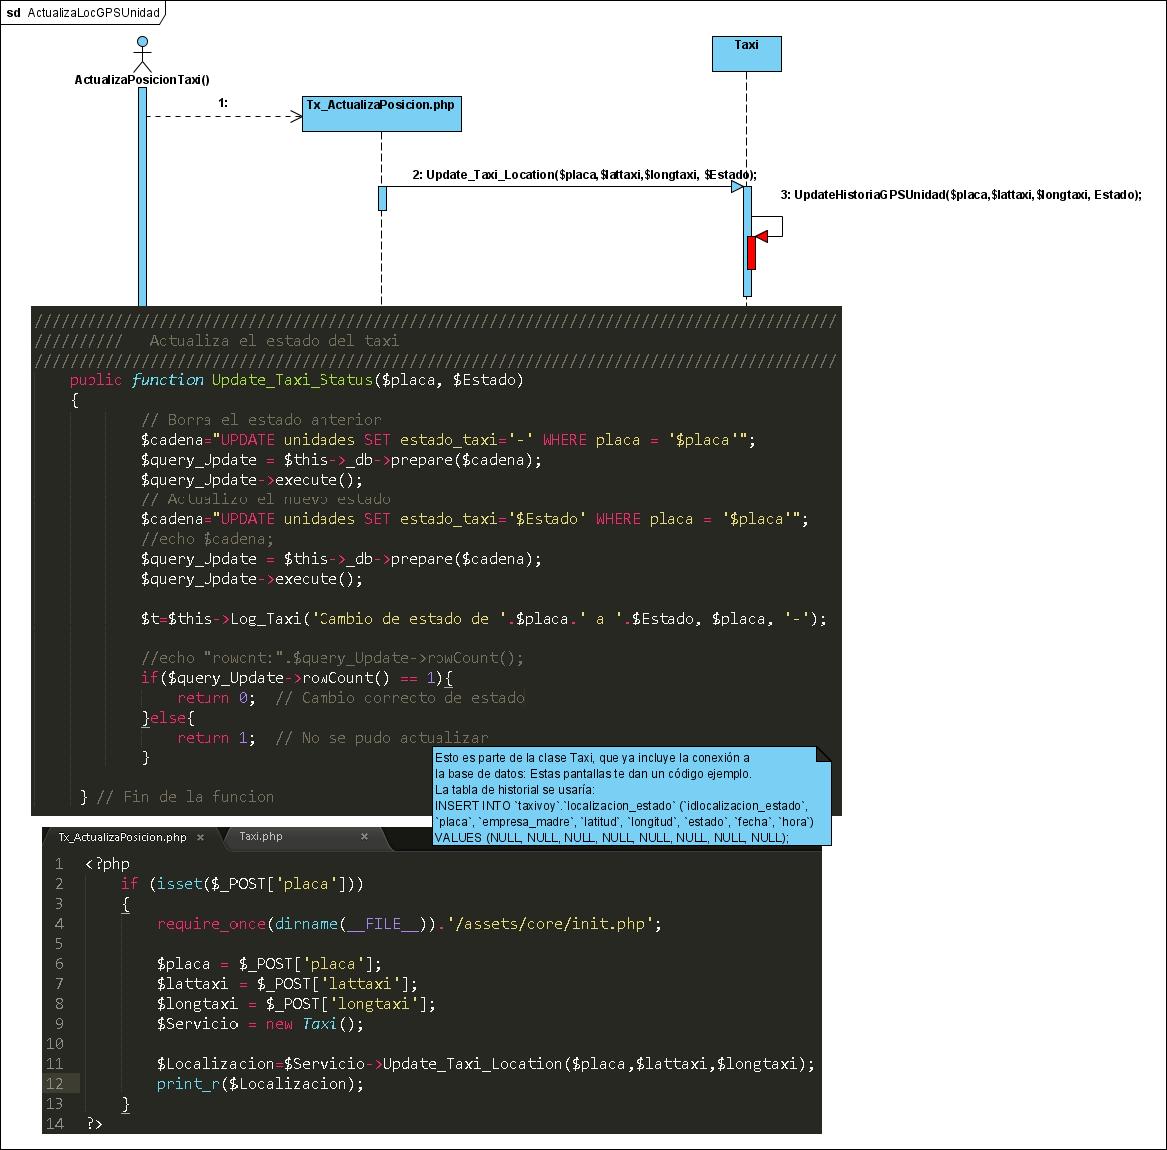 sd ActualizaLocGPSUnidad
ActualizaPosicionTaxi()
Taxi
1:
Tx_ActualizaPosicion.php
2: Update_Taxi_Location($placa,$lattaxi,$longtaxi, $Estado);
3: UpdateHistoriaGPSUnidad($placa,$lattaxi,$longtaxi, Estado);
//////////////////////////////////////////////////////////////////////////////////////////
////////// Actualiza el estado del taxi
//////////////////////////////////////////////////////////////////////////////////////////
public function Update_Taxi_Status($placa, $Estado)
{
// Borra el estado anterior
$cadena="UPDATE unidades SET estado_taxi='-' WHERE placa = '$placa'";
$query_Update = $this->_db->prepare($cadena);
$query_Update->execute();
// Actualizo el nuevo estado
$cadena="UPDATE unidades SET estado_taxi='$Estado' WHERE placa = '$placa'";
//echo $cadena;
$query_Update = $this->_db->prepare($cadena);
$query_Update->execute();
$t=$this->Log_Taxi('Cambio de estado de '.$placa.' a '.$Estado, $placa, '-');
//echo "rowcnt:".$query_Update->rowCount();
if($query_Update->rowCount() == 1){
return 0; // Cambio correcto de estado
}else{
return 1; // No se pudo actualizar
}
} // Fin de la funcion
Esto es parte de la clase Taxi, que ya incluye la conexión a
la base de datos: Estas pantallas te dan un código ejemplo.
La tabla de historial se usaría:
INSERT INTO `taxivoy`.`localizacion_estado` (`idlocalizacion_estado`,
`placa`, `empresa_madre`, `latitud`, `longitud`, `estado`, `fecha`, `hora`)
VALUES (NULL, NULL, NULL, NULL, NULL, NULL, NULL, NULL);
Tx_ActualizaPosicion.php × Taxi.php ×
1 <?php
2 if (isset($_POST['placa']))
3 {
4 require_once(dirname(__FILE__)).'/assets/core/init.php';
5
6 $placa = $_POST['placa'];
7 $lattaxi = $_POST['lattaxi'];
8 $longtaxi = $_POST['longtaxi'];
9 $Servicio = new Taxi();
10
11 $Localizacion=$Servicio->Update_Taxi_Location($placa,$lattaxi,$longtaxi);
12 print_r($Localizacion);
13 }
14 ?>